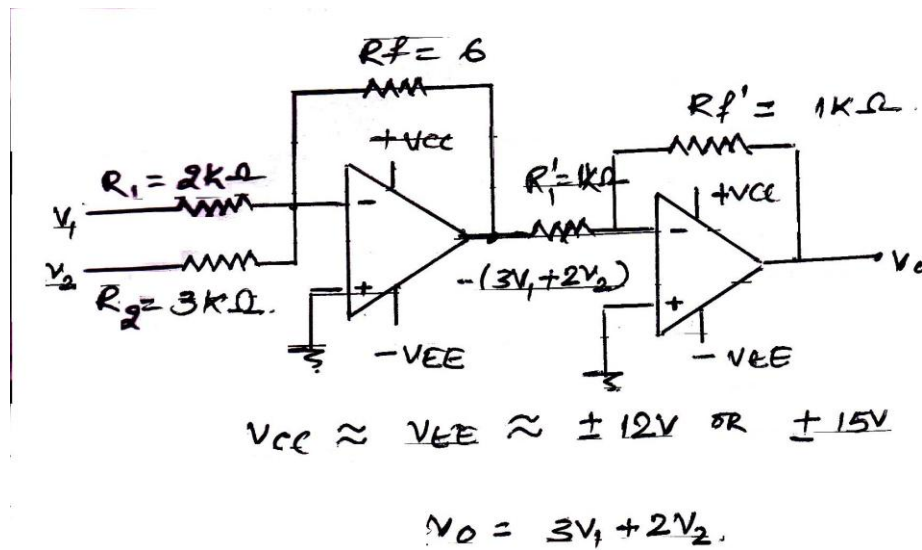 Rf = 6
Rf' = 1KΩ.
+VCC
R1 = 2KΩ
R1' = 1KΩ
+VCC
V1
-
-
V2
-(3V1+2V2)
Vo
R2 = 3KΩ.
+
+
-VEE
-VEE
VCC ≈ VEE ≈ ± 12V OR ± 15V
Vo = 3V1 + 2V2.